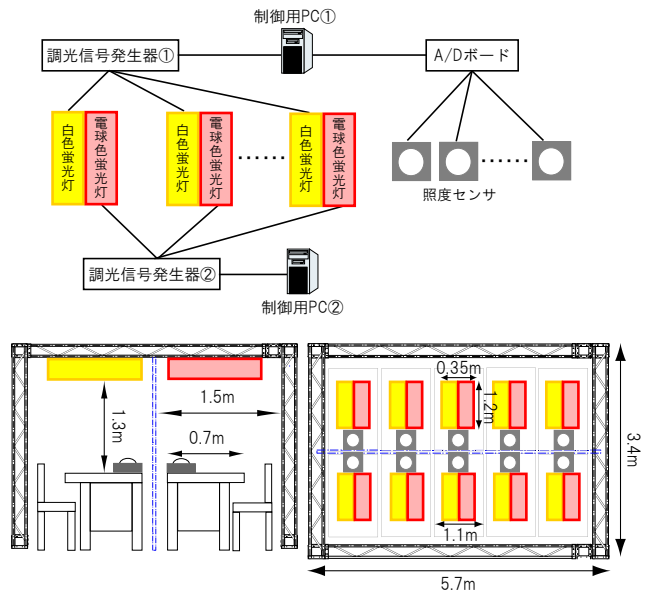 制御用PC①
調光信号発生器①
A/Dボード
白色蛍光灯
電球色蛍光灯
白色蛍光灯
電球色蛍光灯
……
白色蛍光灯
電球色蛍光灯
……
照度センサ
調光信号発生器②
制御用PC②
1.3m
1.5m
0.7m
0.35m
1.2m
1.1m
3.4m
5.7m